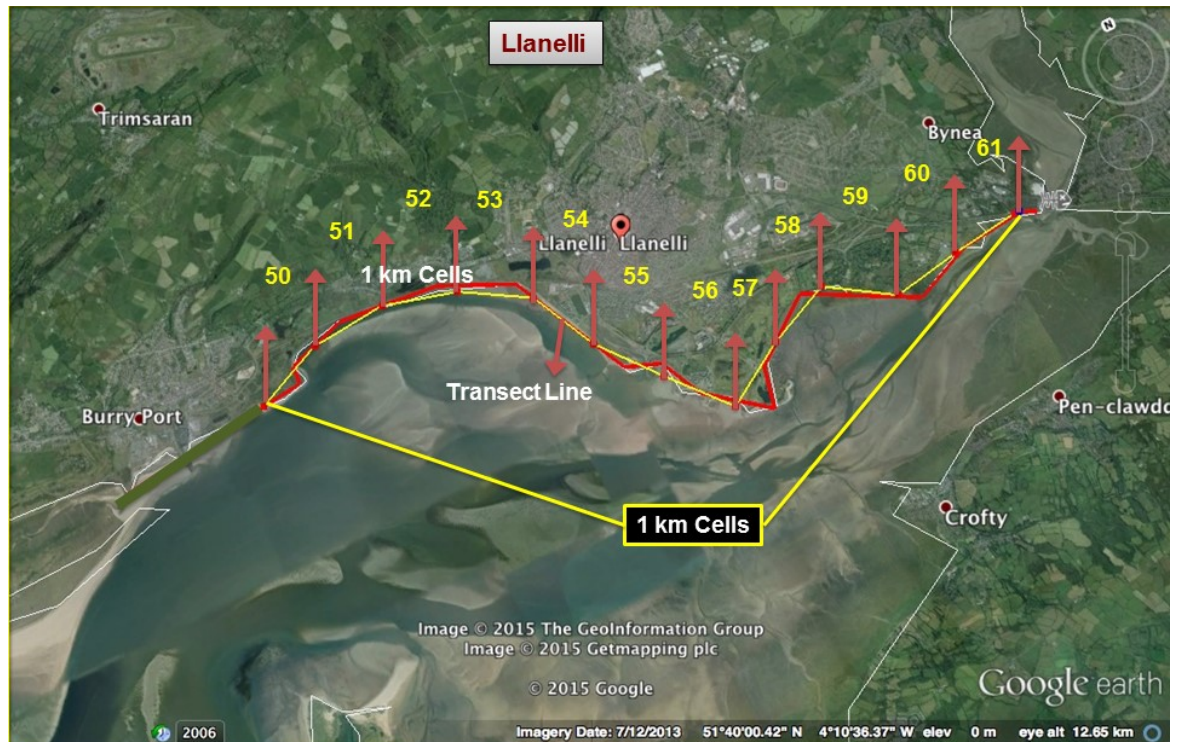 Llanelli
N
Trimsaran
Bynea
61
60
59
58
52
53
54
51
50
Llanelli Llanelli
1 km Cells
55
56
57
Transect Line
Burry Port
Pen-clawdd
1 km Cells
Crofty
Image © 2015 The GeoInformation Group
Image © 2015 Getmapping plc
© 2015 Google
Google earth
2006
Imagery Date: 7/12/2013 51°40'00.42" N 4°10'36.37" W elev 0 m eye alt 12.65 km